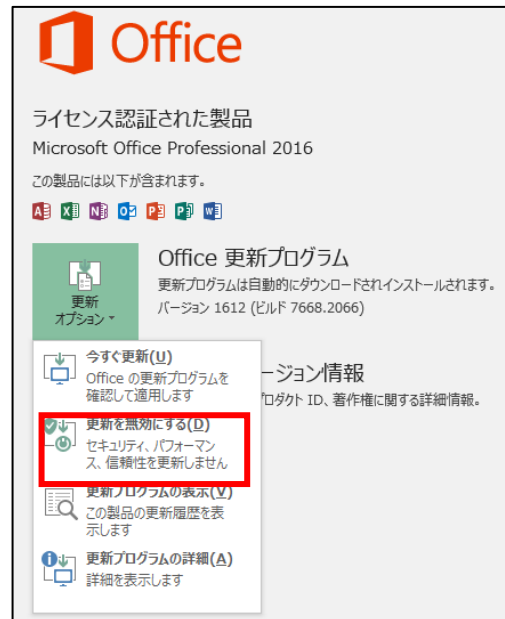 Office
ライセンス認証された製品
Microsoft Office Professional 2016
この製品には以下が含まれます。
更新
オプション
Office 更新プログラム
更新プログラムは自動的にダウンロードされインストールされます。
バージョン 1612 (ビルド 7668.2066)
今すぐ更新(U)
Office の更新プログラムを
確認して適用します
ージョン情報
プロダクト ID、著作権に関する詳細情報。
更新を無効にする(D)
セキュリティ、パフォーマン
ス、信頼性を更新しません
更新プログラムの表示(V)
この製品の更新履歴を表
示します
更新プログラムの詳細(A)
詳細を表示します